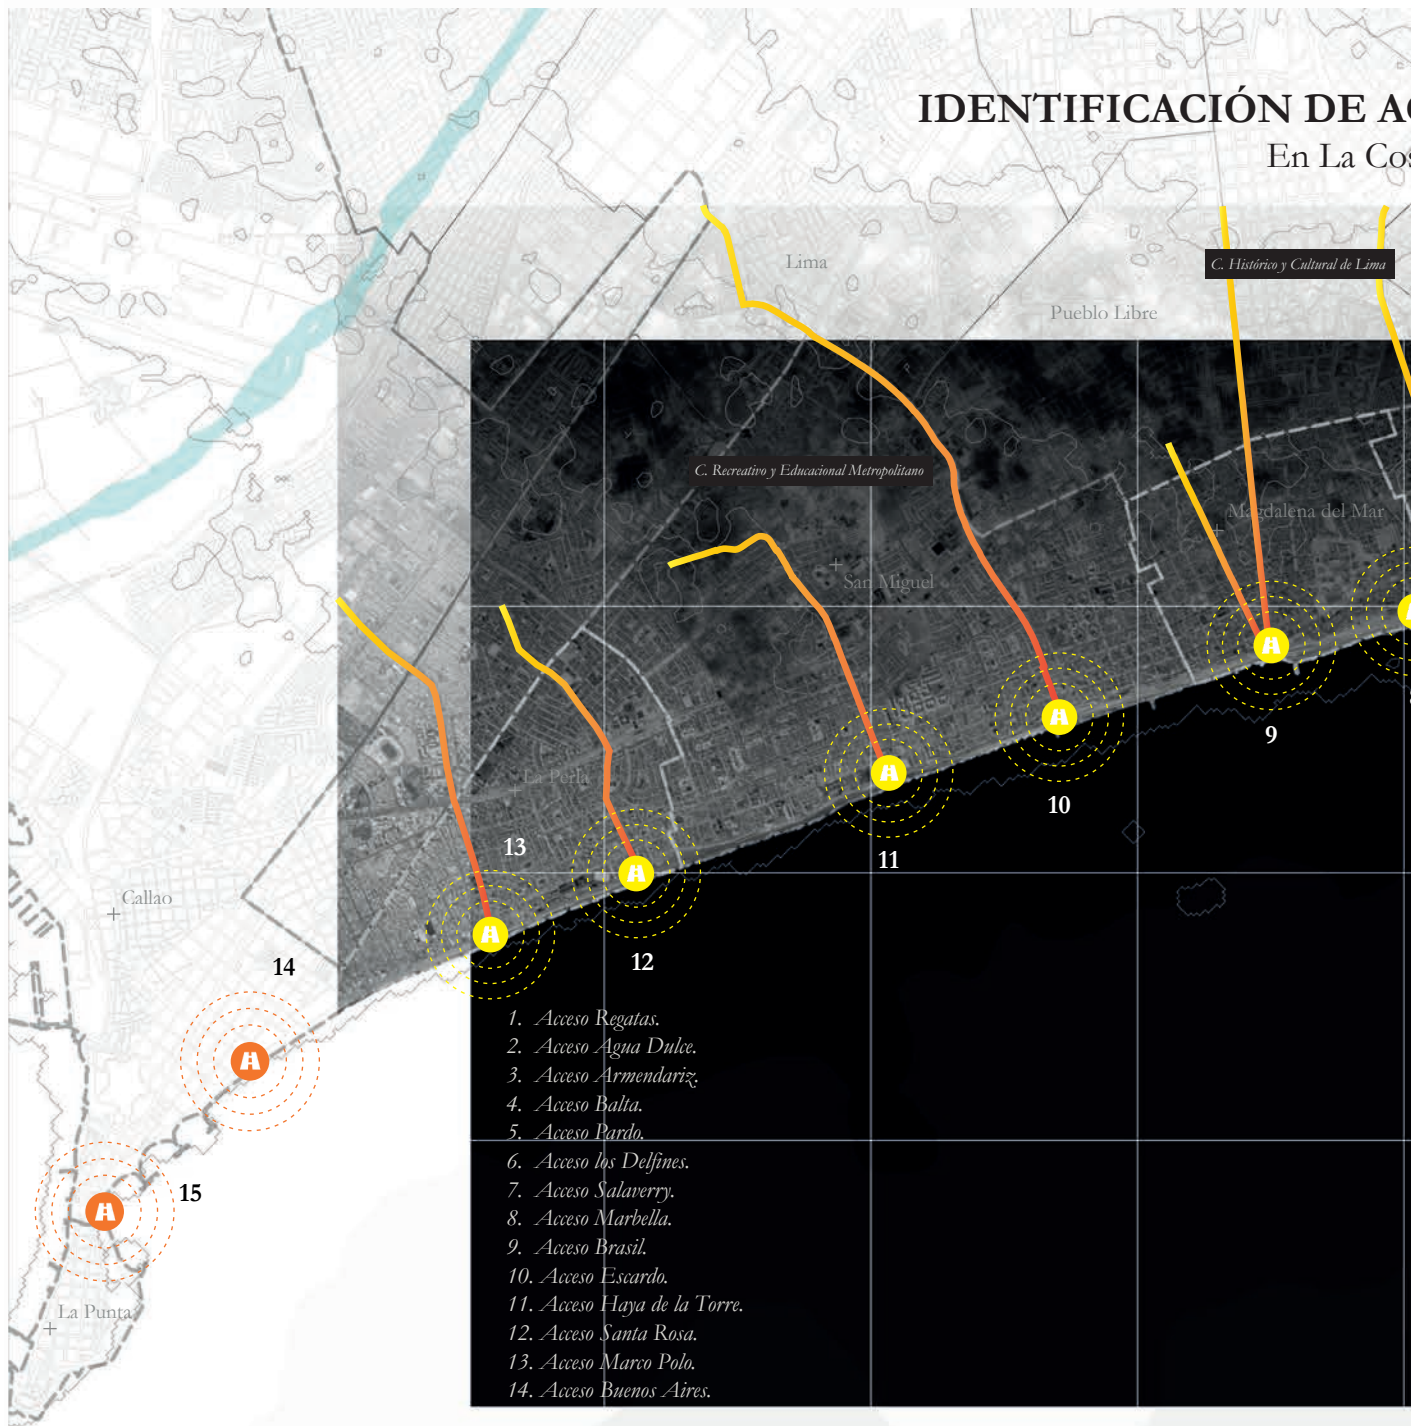 IDENTIFICACIÓN DE AC
En La Cos
Lima
C. Histórico y Cultural de Lima
Pueblo Libre
C. Recreativo y Educacional Metropolitano
Magdalena del Mar
San Miguel
9
La Perla
10
13
11
Callao
12
14
1. Acceso Regatas.
2. Acceso Agua Dulce.
3. Acceso Armendariz.
4. Acceso Balta.
5. Acceso Pardo.
6. Acceso los Delfines.
7. Acceso Salaverry.
8. Acceso Marbella.
9. Acceso Brasil.
10. Acceso Escardo.
11. Acceso Haya de la Torre.
12. Acceso Santa Rosa.
13. Acceso Marco Polo.
14. Acceso Buenos Aires.
15
La Punta